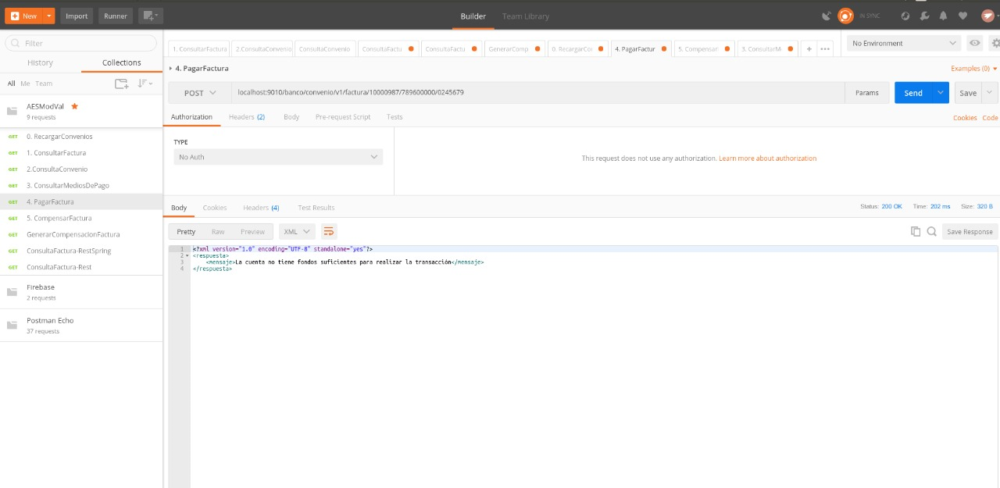 New Import Runner Builder Team Library IN SYNC
Filter
History Collections
All Me Team
AESModVal
9 requests
GET 0. RecargarConvenios
GET 1. ConsultarFactura
GET 2.ConsultaConvenio
GET 3. ConsultarMediosDePago
GET 4. PagarFactura
GET 5. CompensarFactura
GET GenerarCompensacionFactura
GET ConsultaFactura-RestSpring
GET ConsultaFactura-Rest
Firebase
2 requests
Postman Echo
37 requests
1. ConsultarFactura 2.ConsultaConvenio ConsultaConvenio ConsultaFactu ConsultaFactu GenerarComp 0. RecargarCo 4. PagarFactur 5. Compensar 3. ConsultarM + ••• No Environment
4. PagarFactura Examples (0)
POST localhost:9010/banco/convenio/v1/factura/10000987/789600000/0245679 Params Send Save
Authorization Headers (2) Body Pre-request Script Tests Cookies Code
TYPE
No Auth
This request does not use any authorization. Learn more about authorization
Body Cookies Headers (4) Test Results Status: 200 OK Time: 202 ms Size: 320 B
Pretty Raw Preview XML Save Response
1 <?xml version="1.0" encoding="UTF-8" standalone="yes"?>
2 <respuesta>
3 <mensaje>La cuenta no tiene fondos suficientes para realizar la transacción</mensaje>
4 </respuesta>